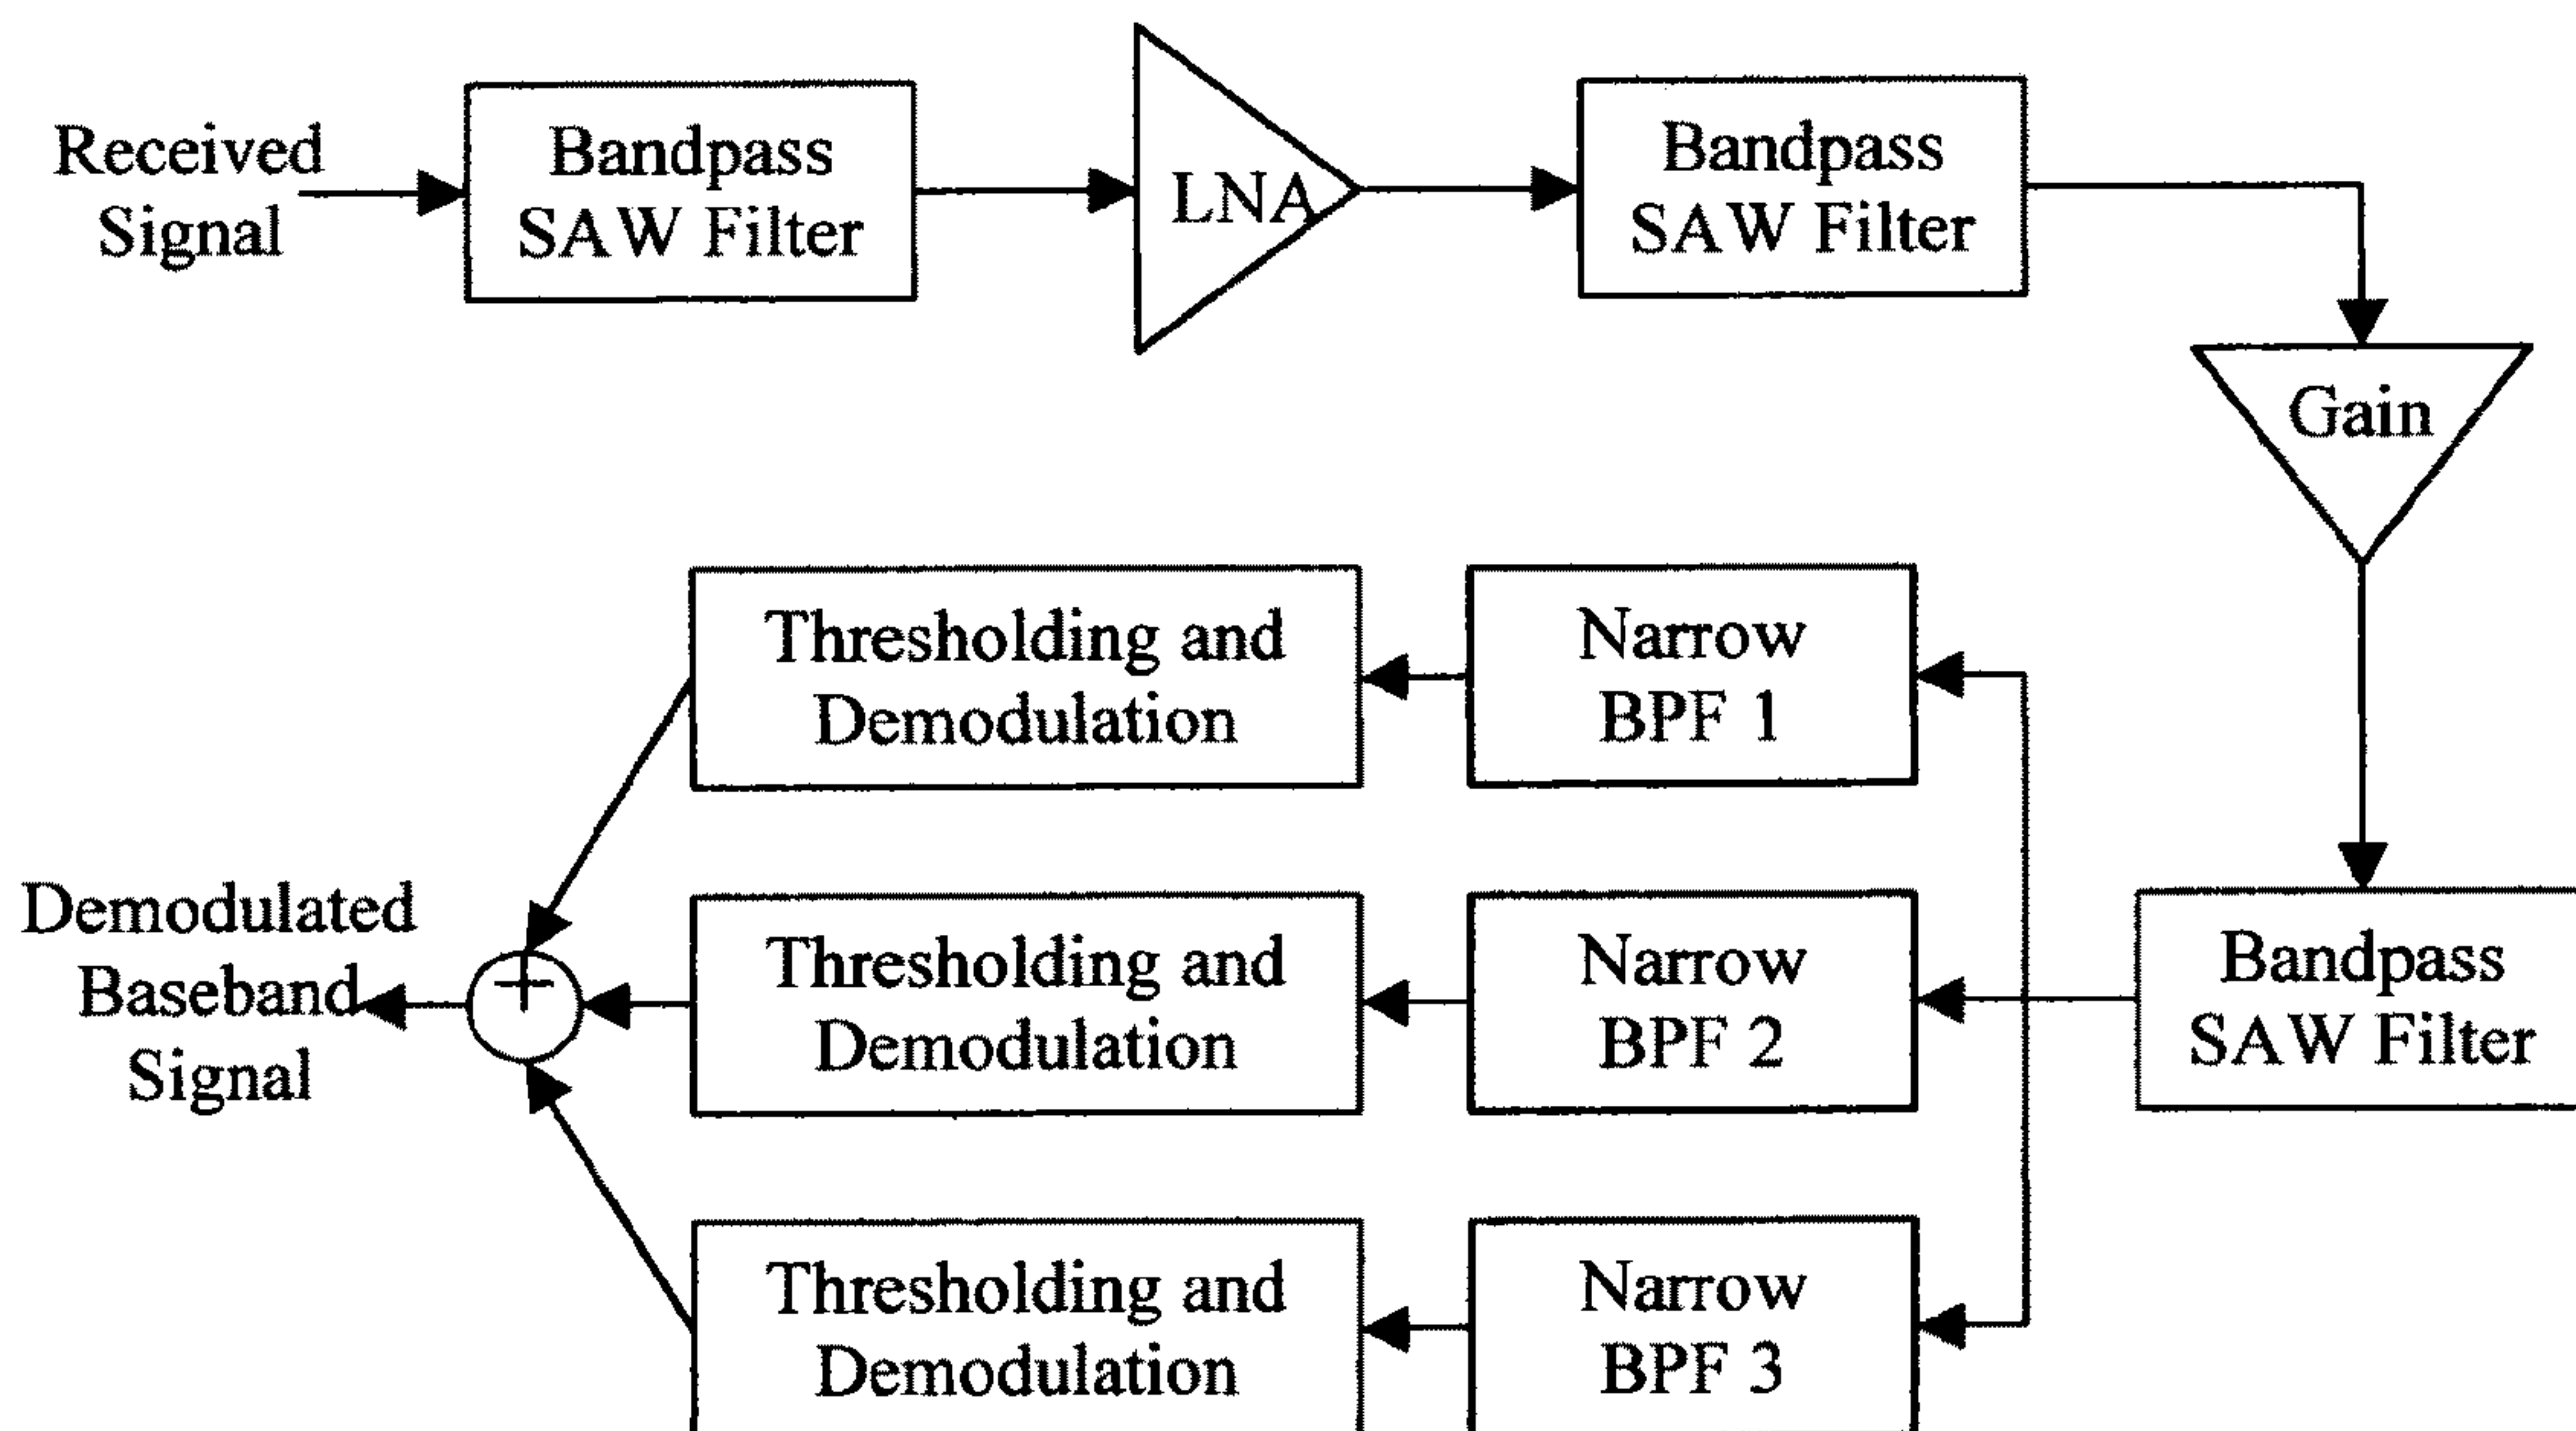 Received
Signal
Bandpass
SAW Filter
LNA
Bandpass
SAW Filter
Gain
Thresholding and
Demodulation
Narrow
BPF 1
Demodulated
Baseband
Signal
+
Thresholding and
Demodulation
Narrow
BPF 2
Bandpass
SAW Filter
Thresholding and
Demodulation
Narrow
BPF 3